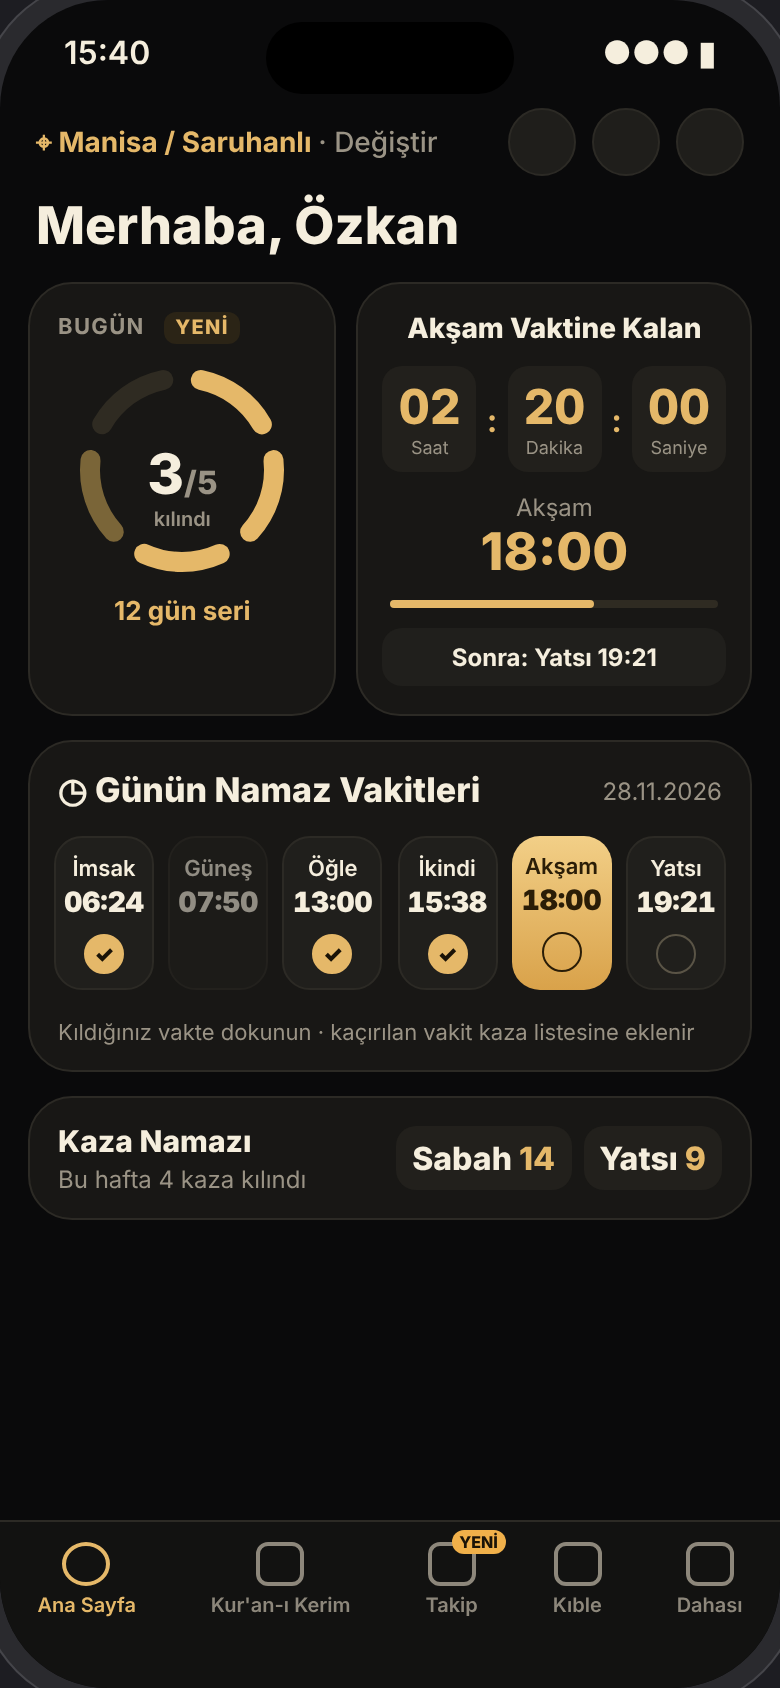 15:40
Manisa / Saruhanlı · Değiştir
Merhaba, Özkan
BUGÜN YENİ
3/5
kılındı
12 gün seri
Akşam Vaktine Kalan
02 : 20 : 00
Saat Dakika Saniye
Akşam
18:00
Sonra: Yatsı 19:21
Günün Namaz Vakitleri 28.11.2026
İmsak Güneş Öğle İkindi Akşam Yatsı
06:24 07:50 13:00 15:38 18:00 19:21
Kıldığınız vakte dokunun · kaçırılan vakit kaza listesine eklenir
Kaza Namazı
Bu hafta 4 kaza kılındı
Sabah 14 Yatsı 9
YENİ
Ana Sayfa Kur'an-ı Kerim Takip Kıble Dahası